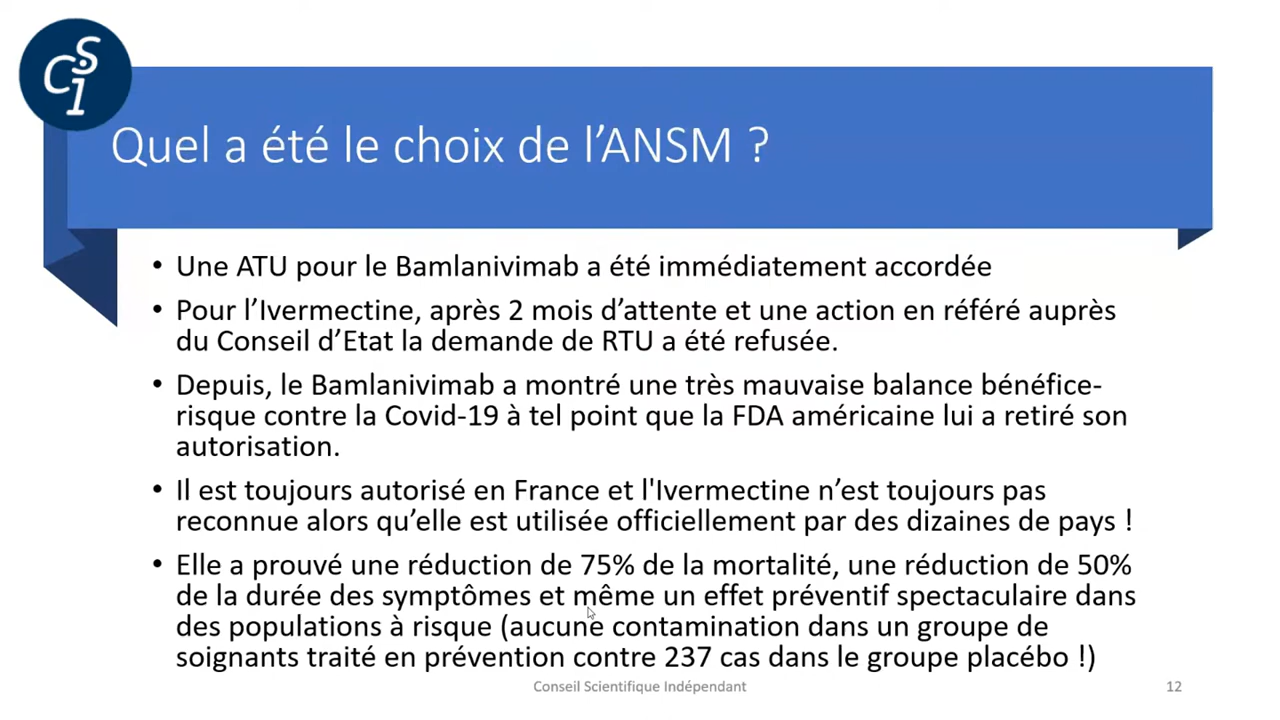 CSI
Quel a été le choix de l’ANSM ?
• Une ATU pour le Bamlanivimab a été immédiatement accordée
• Pour l’Ivermectine, après 2 mois d’attente et une action en référé auprès
du Conseil d’Etat la demande de RTU a été refusée.
• Depuis, le Bamlanivimab a montré une très mauvaise balance bénéfice-
risque contre la Covid-19 à tel point que la FDA américaine lui a retiré son
autorisation.
• Il est toujours autorisé en France et l'Ivermectine n’est toujours pas
reconnue alors qu’elle est utilisée officiellement par des dizaines de pays !
• Elle a prouvé une réduction de 75% de la mortalité, une réduction de 50%
de la durée des symptômes et même un effet préventif spectaculaire dans
des populations à risque (aucune contamination dans un groupe de
soignants traité en prévention contre 237 cas dans le groupe placébo !)
Conseil Scientifique Indépendant
12